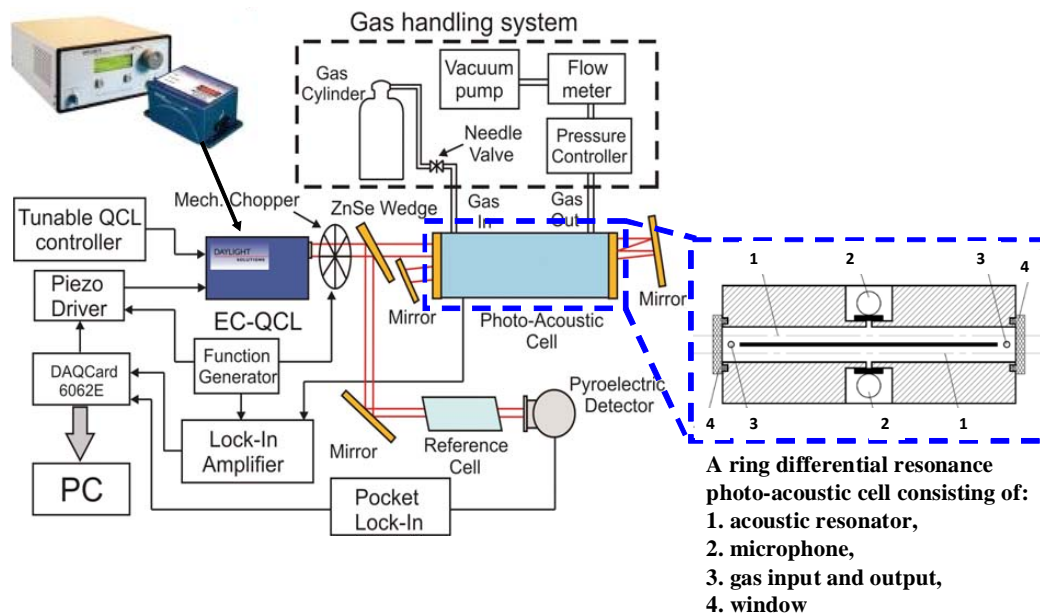 Gas handling system
Gas
Cylinder
Vacuum
pump
Flow
meter
Needle
Valve
Pressure
Controller
Mech. Chopper
ZnSe Wedge
Gas
In
Gas
Out
Tunable QCL
controller
DAYLIGHT
SOLUTIONS
Piezo
Driver
EC-QCL
Mirror
Photo-Acoustic
Cell
Mirror
Function
Generator
DAQCard
6062E
Pyroelectric
Detector
Lock-In
Amplifier
Mirror
Reference
Cell
PC
Pocket
Lock-In
1 2 3 4
4 3 2 1
A ring differential resonance
photo-acoustic cell consisting of:
1. acoustic resonator,
2. microphone,
3. gas input and output,
4. window